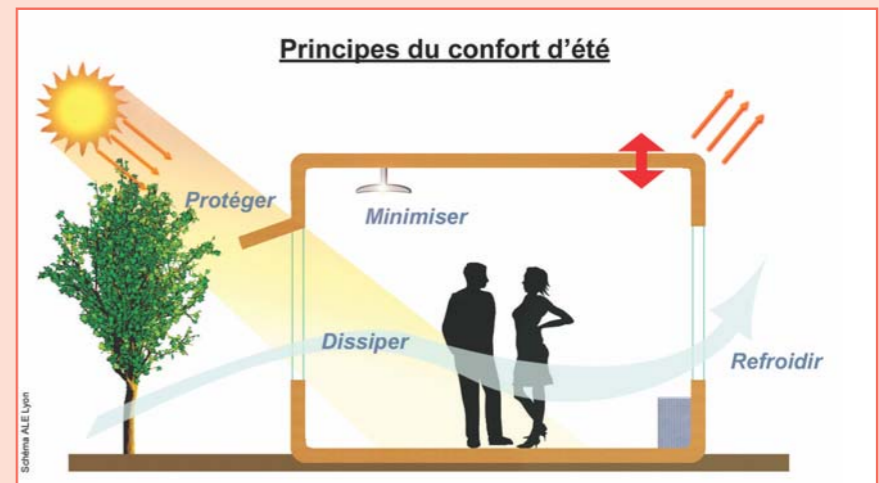 Principes du confort d'été
Protéger
Minimiser
Dissiper
Refroidir
Schéma ALE Lyon